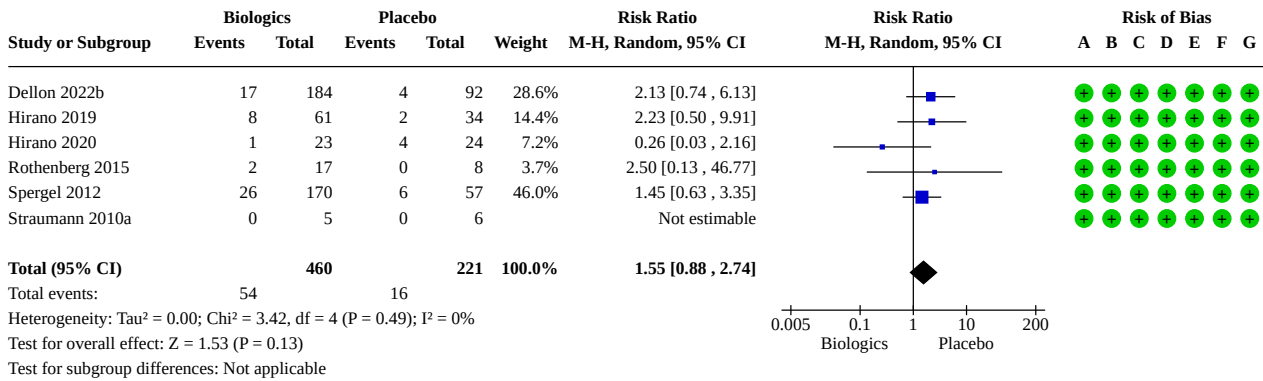 Biologics Placebo Risk Ratio Risk Ratio Risk of Bias
Study or Subgroup Events Total Events Total Weight M-H, Random, 95% CI M-H, Random, 95% CI A B C D E F G
Dellon 2022b 17 184 4 92 28.6% 2.13 [0.74 , 6.13] + + + + + + +
Hirano 2019 8 61 2 34 14.4% 2.23 [0.50 , 9.91] + + + + + + +
Hirano 2020 1 23 4 24 7.2% 0.26 [0.03 , 2.16] + + + + + + +
Rothenberg 2015 2 17 0 8 3.7% 2.50 [0.13 , 46.77] + + + + + + +
Spergel 2012 26 170 6 57 46.0% 1.45 [0.63 , 3.35] + + + + + + +
Straumann 2010a 0 5 0 6 Not estimable + + + + + + +
Total (95% CI) 460 221 100.0% 1.55 [0.88 , 2.74]
Total events: 54 16
Heterogeneity: Tau² = 0.00; Chi² = 3.42, df = 4 (P = 0.49); I² = 0%
Test for overall effect: Z = 1.53 (P = 0.13)
Test for subgroup differences: Not applicable
0.005 0.1 1 10 200
Biologics Placebo